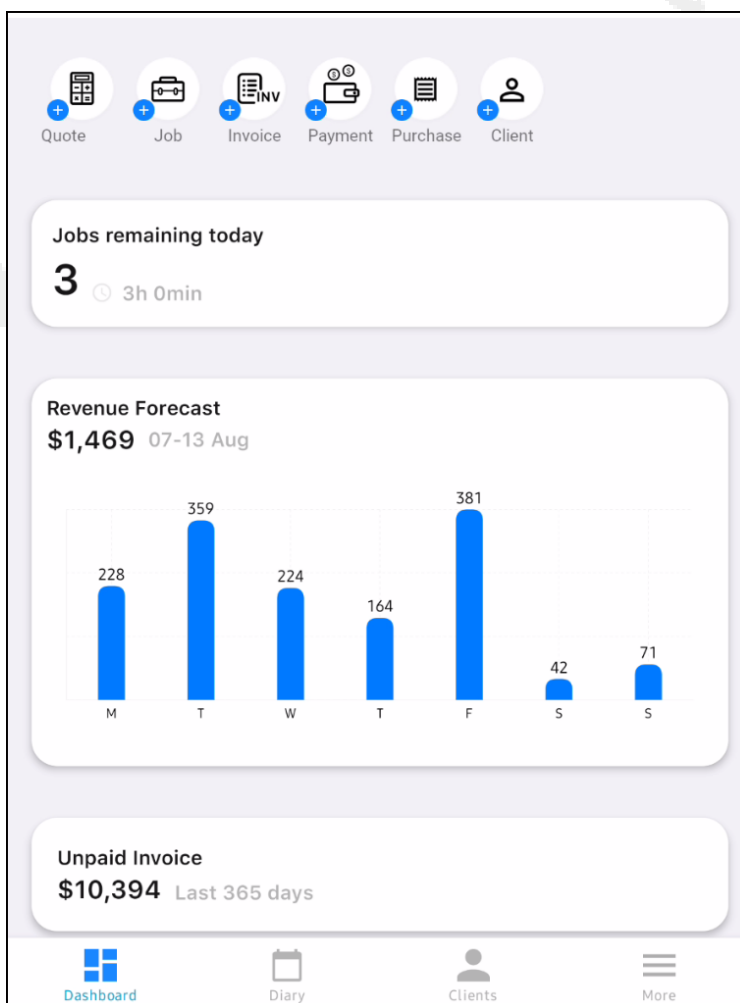 INV
Quote Job Invoice Payment Purchase Client
Jobs remaining today
3 3h 0min
Revenue Forecast
$1,469 07-13 Aug
381
359
228
224
164
71
42
M T W T F S S
Unpaid Invoice
$10,394 Last 365 days
Dashboard Diary Clients More